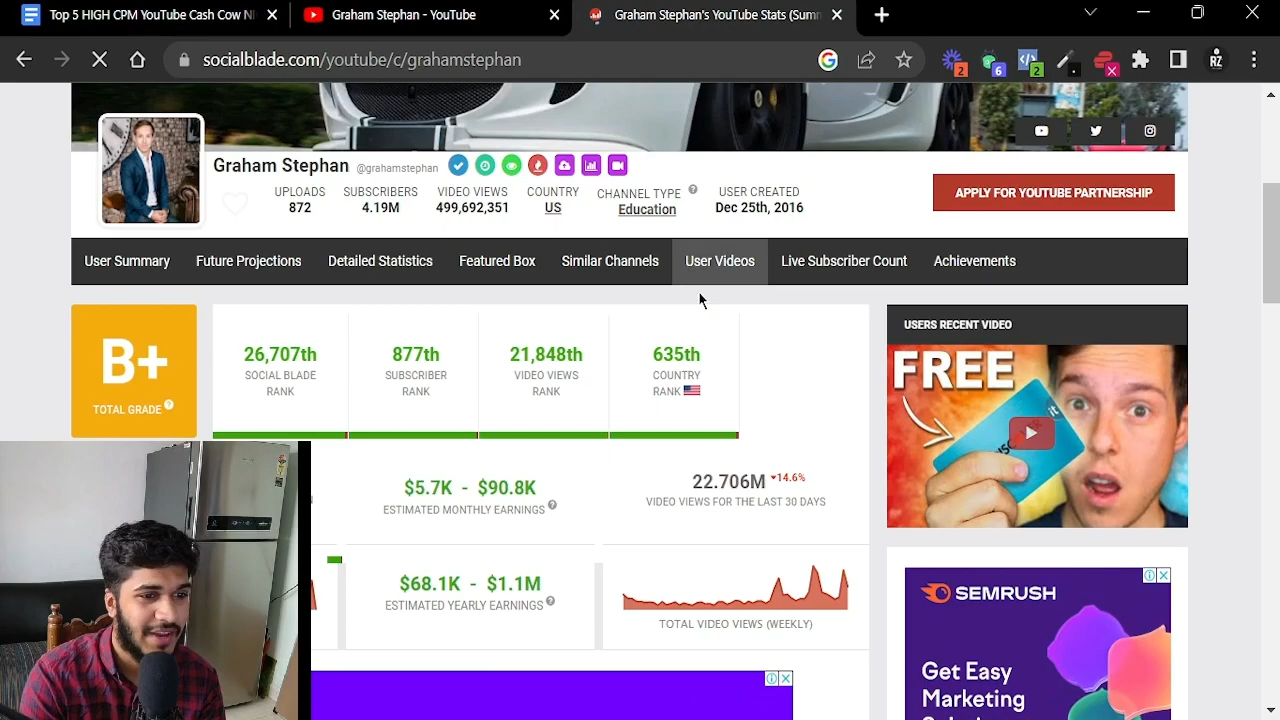 Top 5 HIGH CPM YouTube Cash Cow NI
Graham Stephan - YouTube
Graham Stephan's YouTube Stats (Sum
socialblade.com/youtube/c/grahamstephan
2
6
2
RZ
Graham Stephan @grahamstephan
UPLOADS SUBSCRIBERS VIDEO VIEWS COUNTRY CHANNEL TYPE USER CREATED
872 4.19M 499,692,351 US Education Dec 25th, 2016
APPLY FOR YOUTUBE PARTNERSHIP
User Summary Future Projections Detailed Statistics Featured Box Similar Channels User Videos Live Subscriber Count Achievements
B+
TOTAL GRADE
26,707th
SOCIAL BLADE
RANK
877th
SUBSCRIBER
RANK
21,848th
VIDEO VIEWS
RANK
635th
COUNTRY
RANK
$5.7K - $90.8K
ESTIMATED MONTHLY EARNINGS
22.706M 14.6%
VIDEO VIEWS FOR THE LAST 30 DAYS
$68.1K - $1.1M
ESTIMATED YEARLY EARNINGS
TOTAL VIDEO VIEWS (WEEKLY)
USERS RECENT VIDEO
FREE
SEMRUSH
Get Easy
Marketing